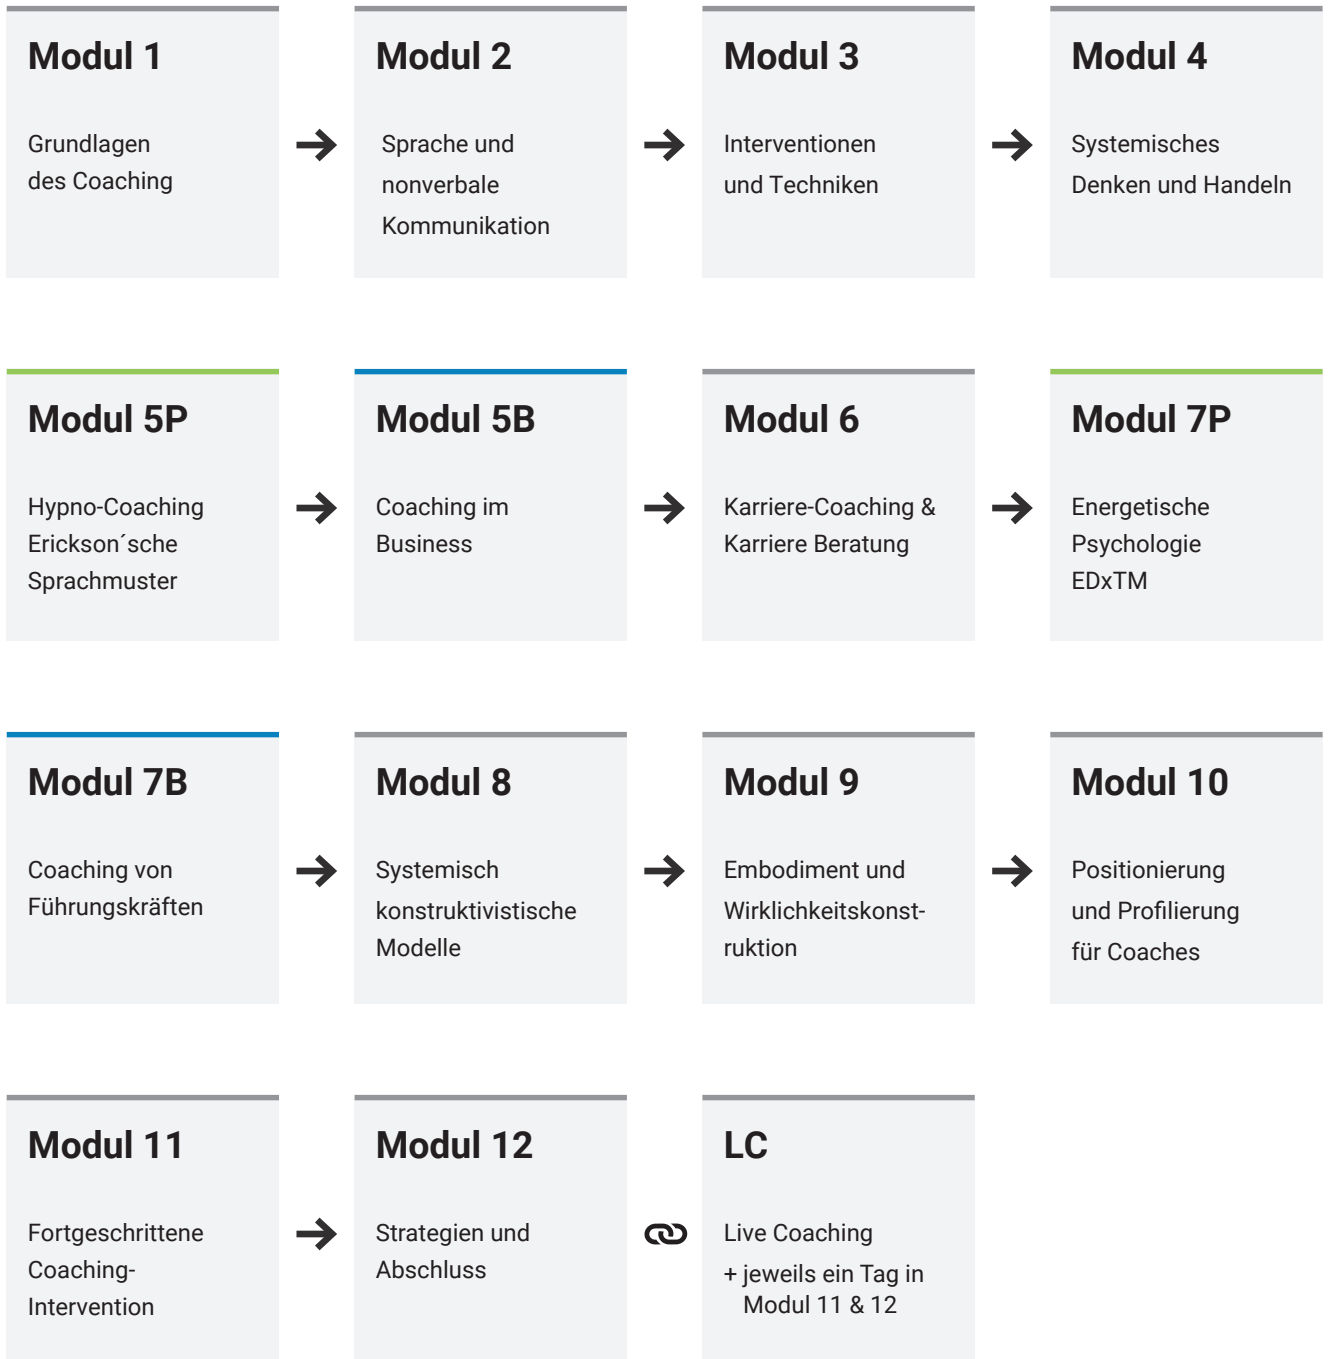 Modul 1
Grundlagen
des Coaching
Modul 2
Sprache und
nonverbale
Kommunikation
Modul 3
Interventionen
und Techniken
Modul 4
Systemisches
Denken und Handeln
Modul 5P
Hypno-Coaching
Erickson´sche
Sprachmuster
Modul 5B
Coaching im
Business
Modul 6
Karriere-Coaching &
Karriere Beratung
Modul 7P
Energetische
Psychologie
EDxTM
Modul 7B
Coaching von
Führungskräften
Modul 8
Systemisch
konstruktivistische
Modelle
Modul 9
Embodiment und
Wirklichkeitskonst-
ruktion
Modul 10
Positionierung
und Profilierung
für Coaches
Modul 11
Fortgeschrittene
Coaching-
Intervention
Modul 12
Strategien und
Abschluss
LC
Live Coaching
+ jeweils ein Tag in
Modul 11 & 12